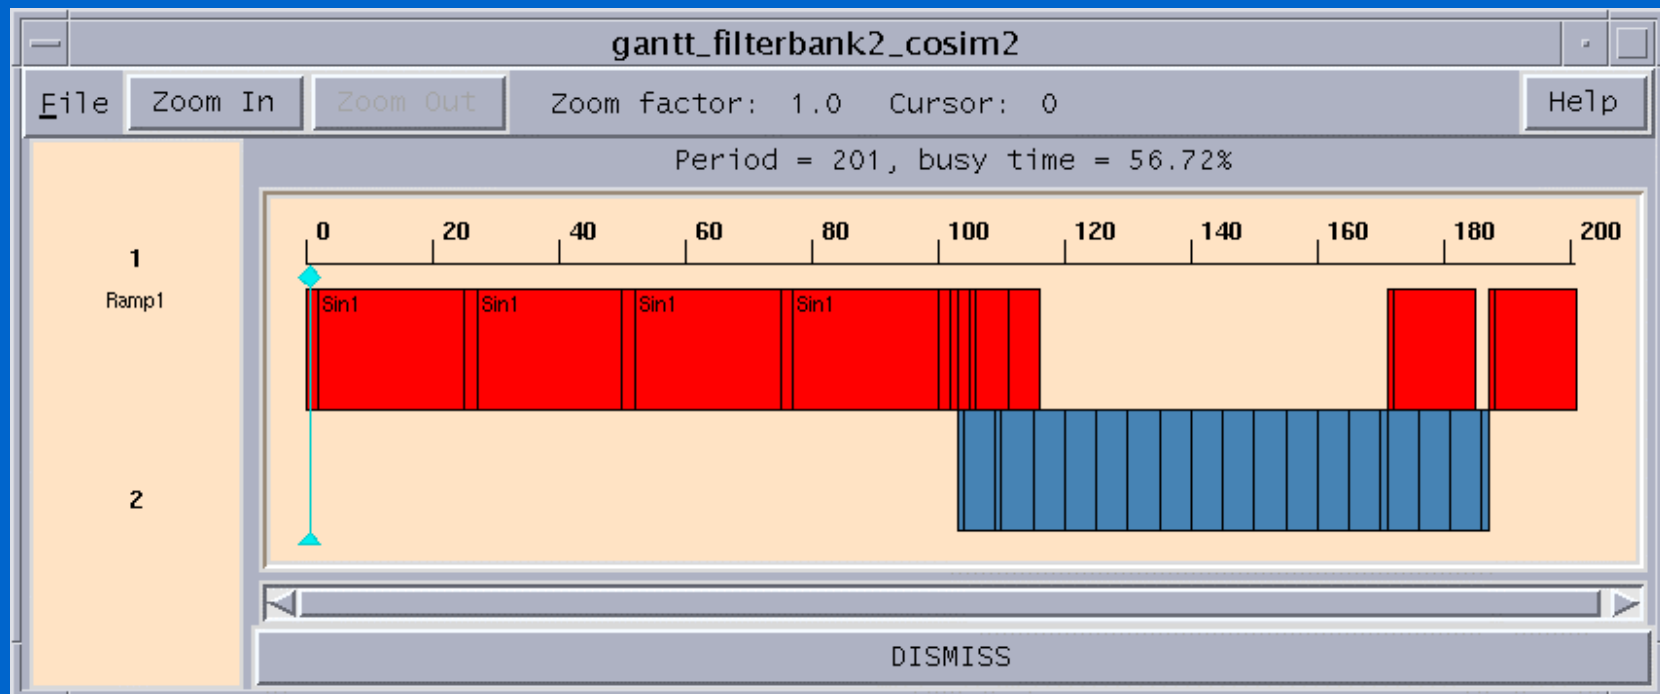 gantt_filterbank2_cosim2
File Zoom In Zoom Out Zoom factor: 1.0 Cursor: 0 Help
Period = 201, busy time = 56.72%
0 20 40 60 80 100 120 140 160 180 200
1
Ramp1
Sin1 Sin1 Sin1 Sin1
2
DISMISS